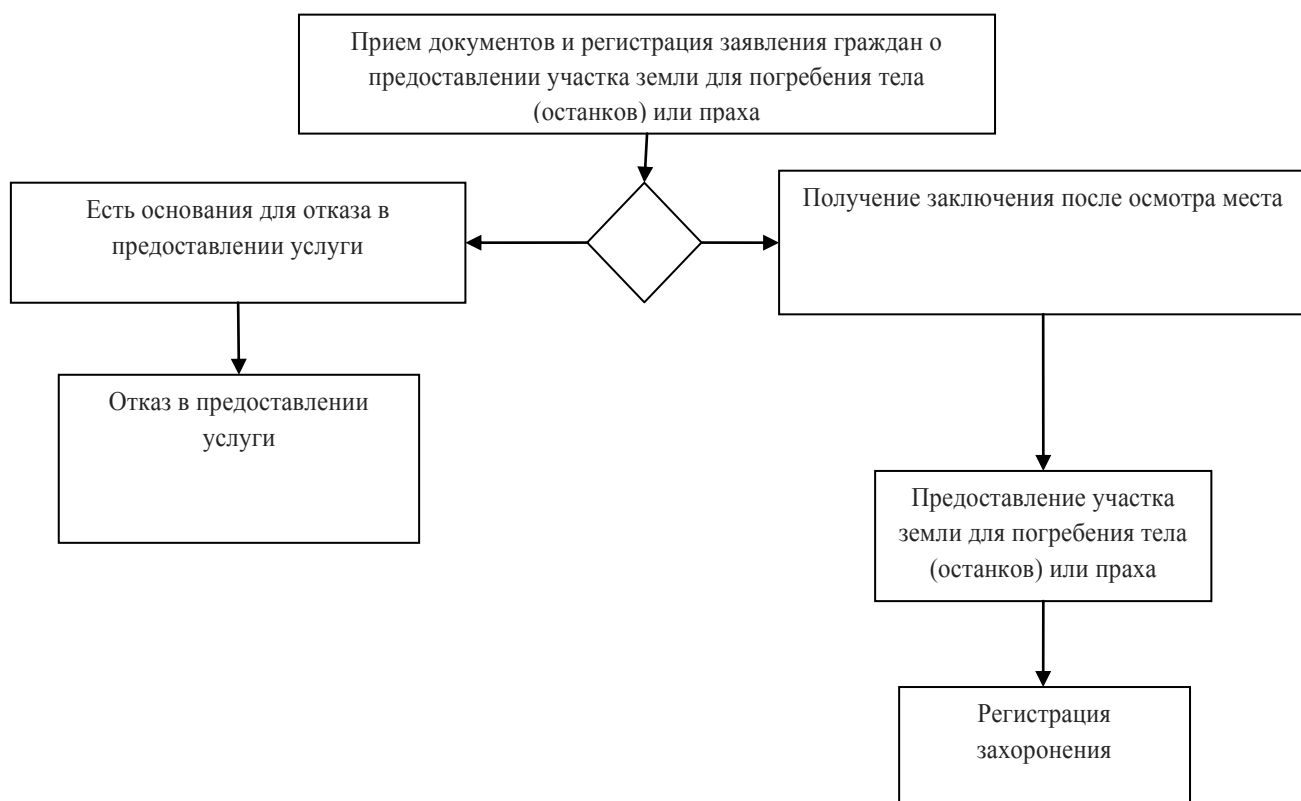 Прием документов и регистрация заявления граждан о
предоставлении участка земли для погребения тела
(останков) или праха
Есть основания для отказа в
предоставлении услуги
Получение заключения после осмотра места
Отказ в предоставлении
услуги
Предоставление участка
земли для погребения тела
(останков) или праха
Регистрация
захоронения